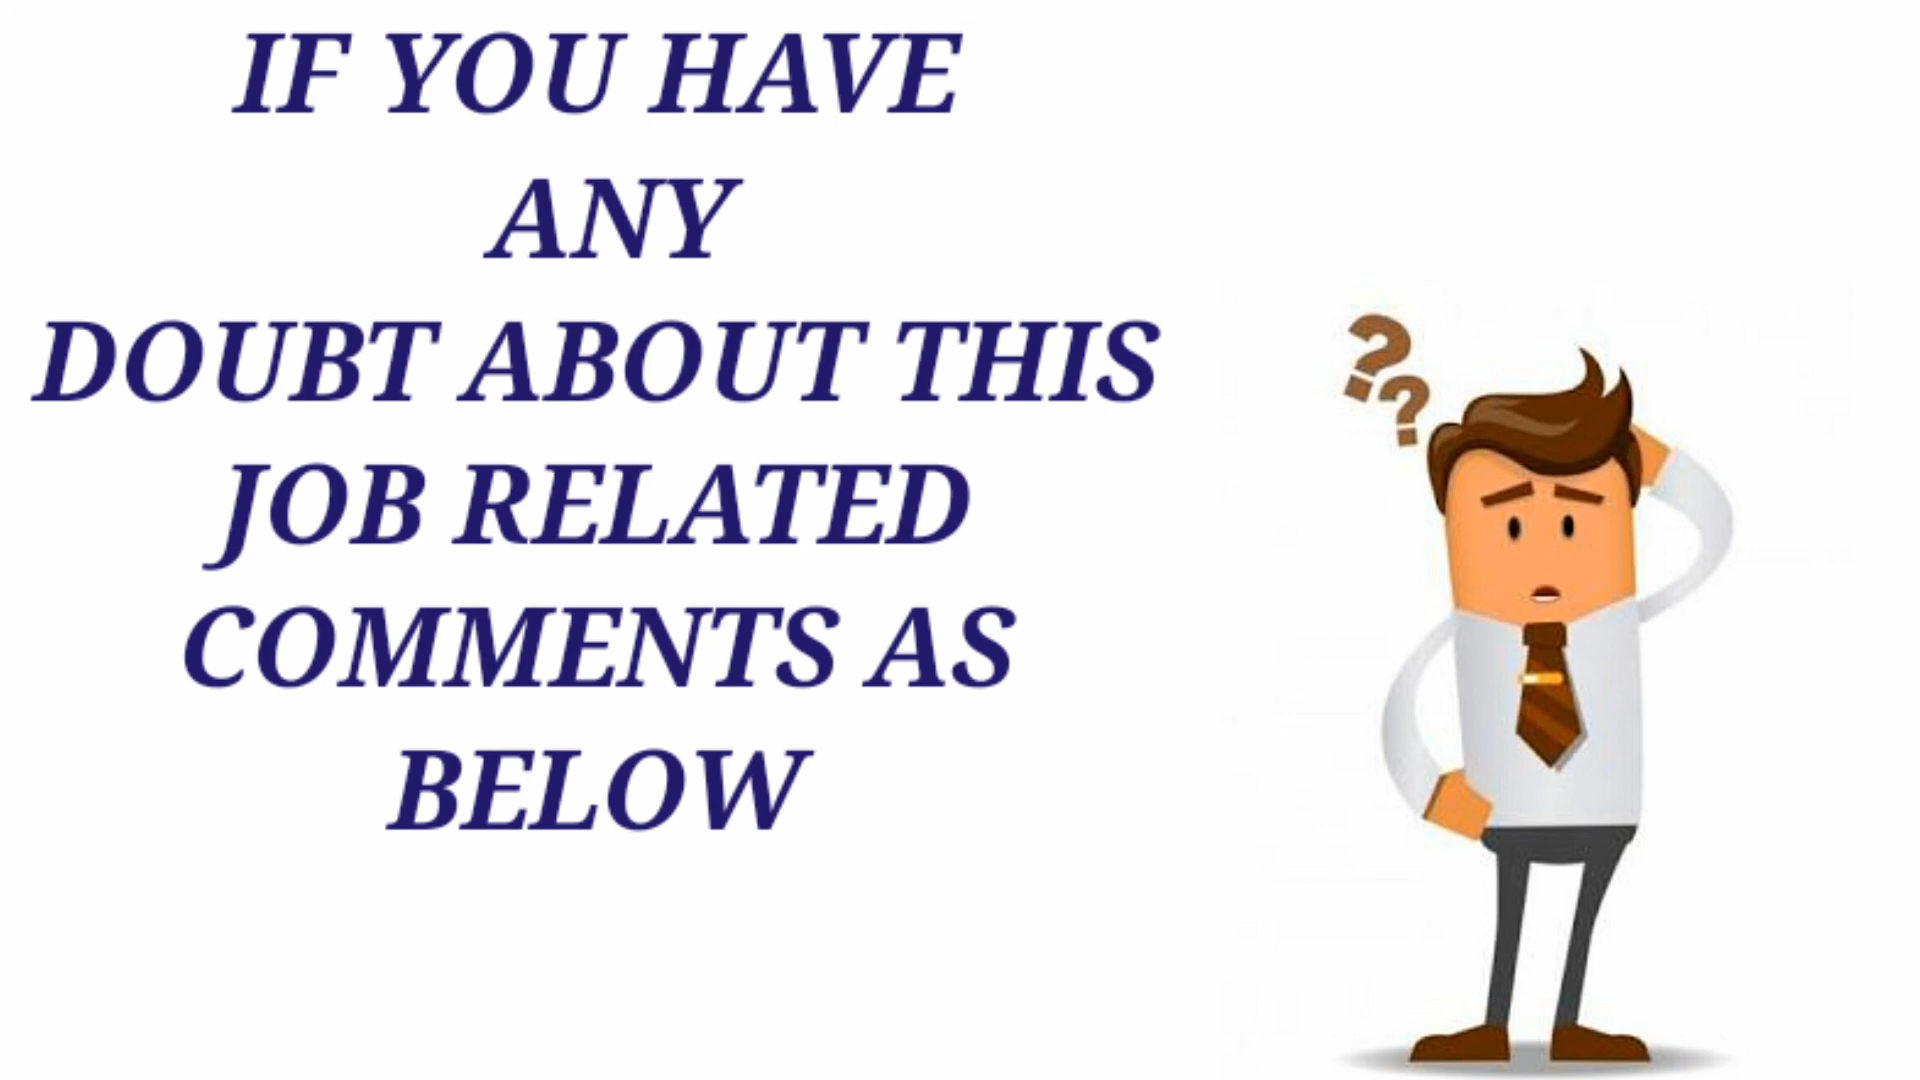 IF YOU HAVE
ANY
DOUBT ABOUT THIS
JOB RELATED
COMMENTS AS
BELOW
??